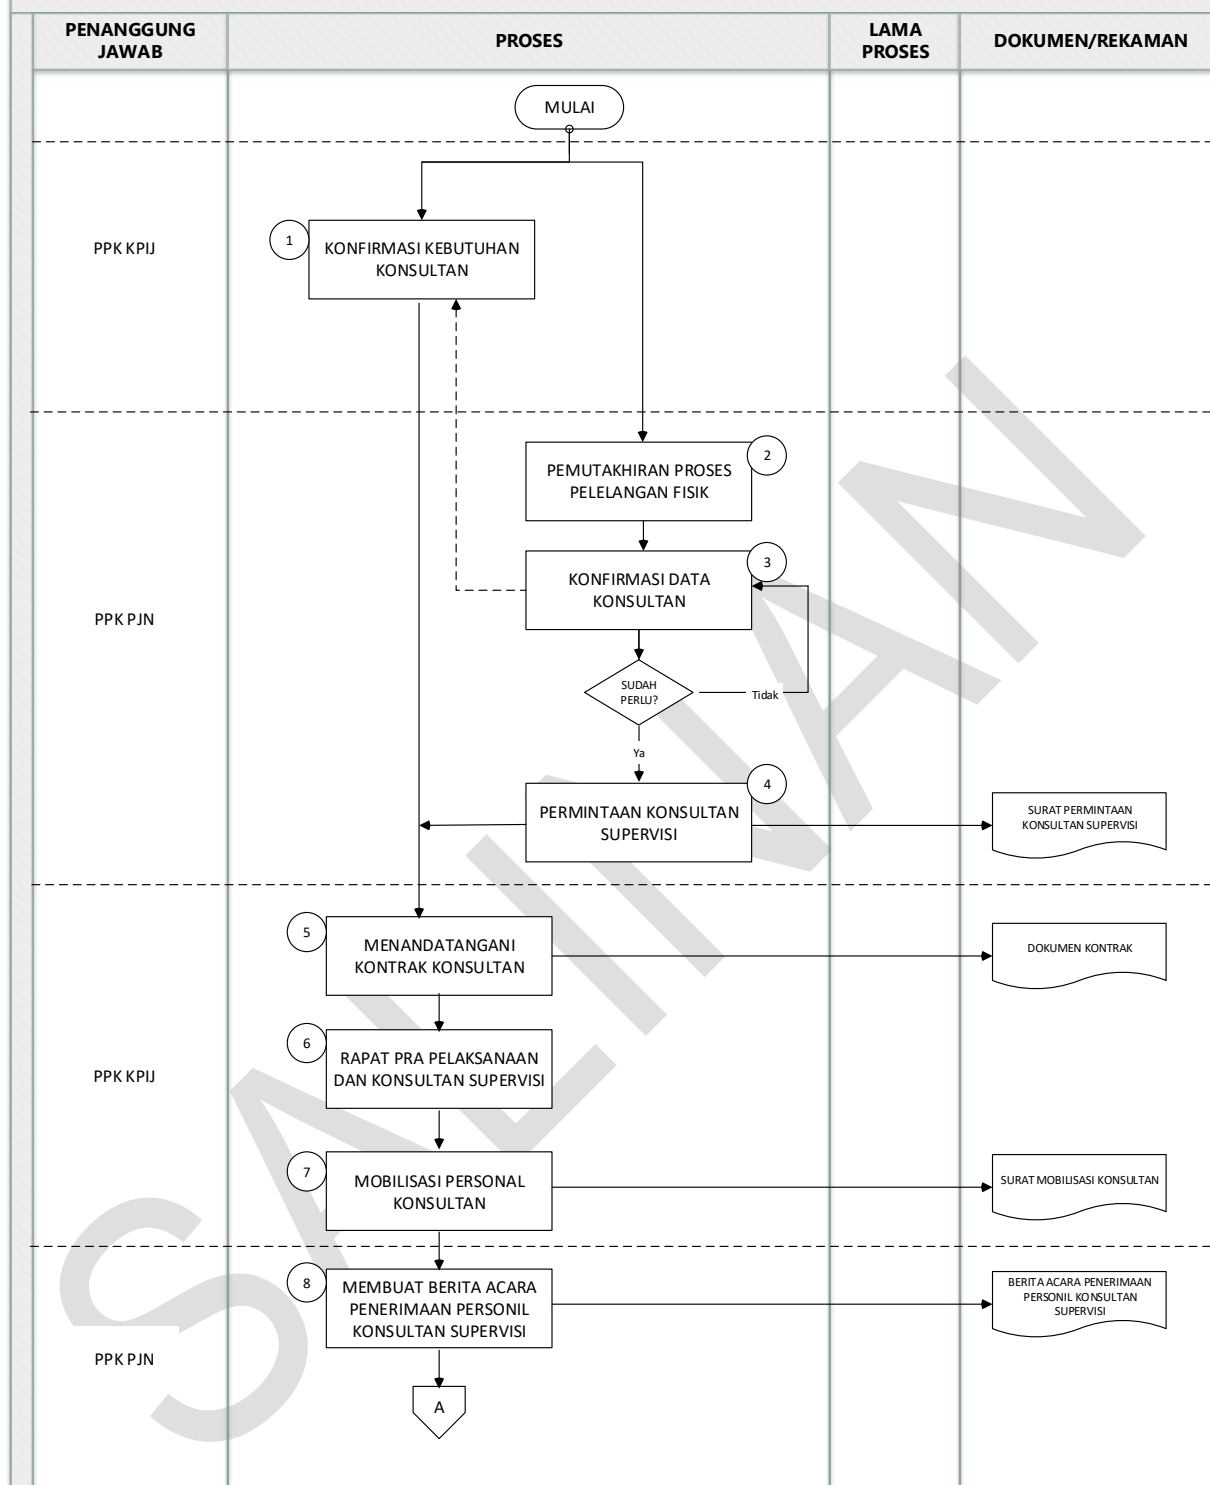 PENANGGUNG
JAWAB
PROSES
LAMA
PROSES
DOKUMEN/REKAMAN
MULAI
PPK KPIJ
1
KONFIRMASI KEBUTUHAN
KONSULTAN
2
PEMUTAKHIRAN PROSES
PELELANGAN FISIK
3
KONFIRMASI DATA
KONSULTAN
PPK PJN
SUDAH
PERLU?
Tidak
Ya
4
PERMINTAAN KONSULTAN
SUPERVISI
SURAT PERMINTAAN
KONSULTAN SUPERVISI
5
MENANDATANGANI
KONTRAK KONSULTAN
DOKUMEN KONTRAK
6
RAPAT PRA PELAKSANAAN
DAN KONSULTAN SUPERVISI
PPK KPIJ
7
MOBILISASI PERSONAL
KONSULTAN
SURAT MOBILISASI KONSULTAN
8
MEMBUAT BERITA ACARA
PENERIMAAN PERSONIL
KONSULTAN SUPERVISI
BERITA ACARA PENERIMAAN
PERSONIL KONSULTAN
SUPERVISI
PPK PJN
A
SALINAN